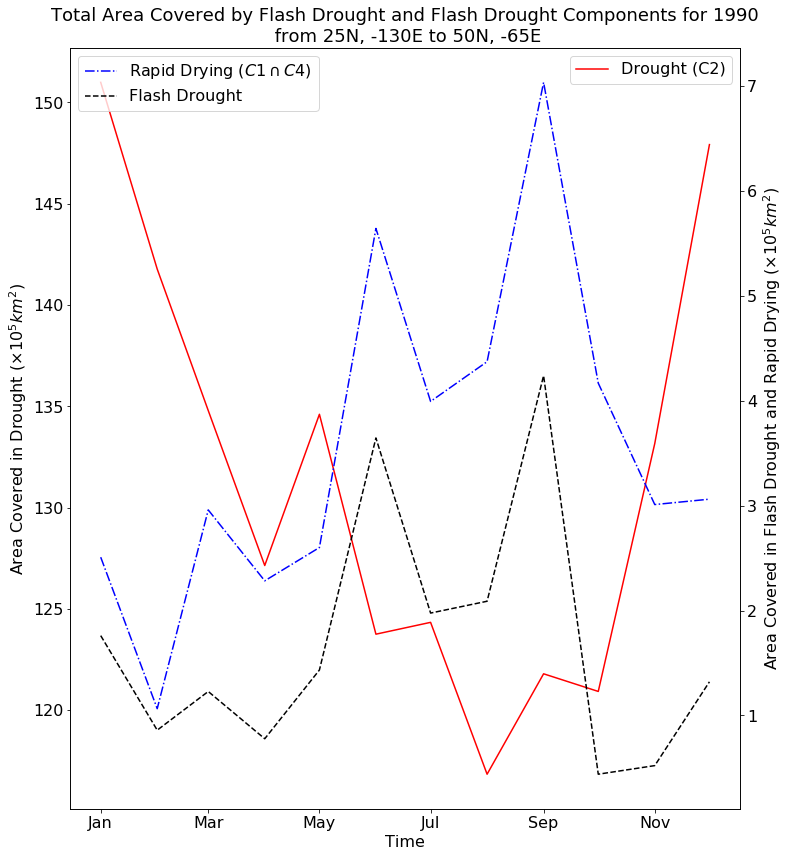 Total Area Covered by Flash Drought and Flash Drought Components for 1990
from 25N, -130E to 50N, -65E
Rapid Drying (C1 ∩ C4)
Flash Drought
Drought (C2)
Area Covered in Drought (×10⁵km²)
150
145
140
135
130
125
120
7
6
5
4
3
2
1
Area Covered in Flash Drought and Rapid Drying (×10⁵km²)
Jan Mar May Jul Sep Nov
Time